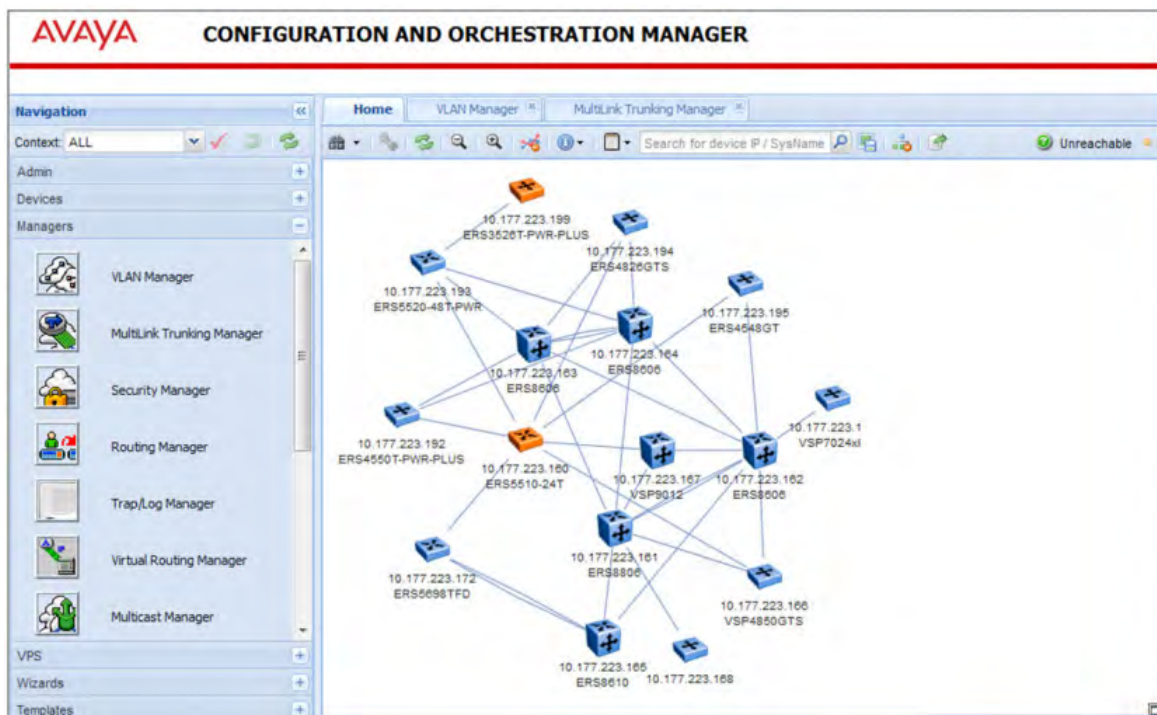 AVAYA
CONFIGURATION AND ORCHESTRATION MANAGER
Navigation
Context: ALL
Admin
Devices
Managers
VLAN Manager
MultiLink Trunking Manager
Security Manager
Routing Manager
Trap/Log Manager
Virtual Routing Manager
Multicast Manager
VPS
Wizards
Templates
Home
VLAN Manager
MultiLink Trunking Manager
Search for device IP / SysName
Unreachable
10.177.223.199
ERS3526T-PWR-PLUS
10.177.223.194
ERS4826GTS
10.177.223.193
ERS5520-48T-PWR
10.177.223.195
ERS4548GT
10.177.223.164
ERS8606
10.177.223.163
ERS8606
10.177.223.1
VSP7024xl
10.177.223.192
ERS4550T-PWR-PLUS
10.177.223.160
ERS5510-24T
10.177.223.167
VSP9012
10.177.223.162
ERS8606
10.177.223.161
ERS8806
10.177.223.172
ERS5698TFD
10.177.223.166
VSP4850GTS
10.177.223.165
ERS8610
10.177.223.168